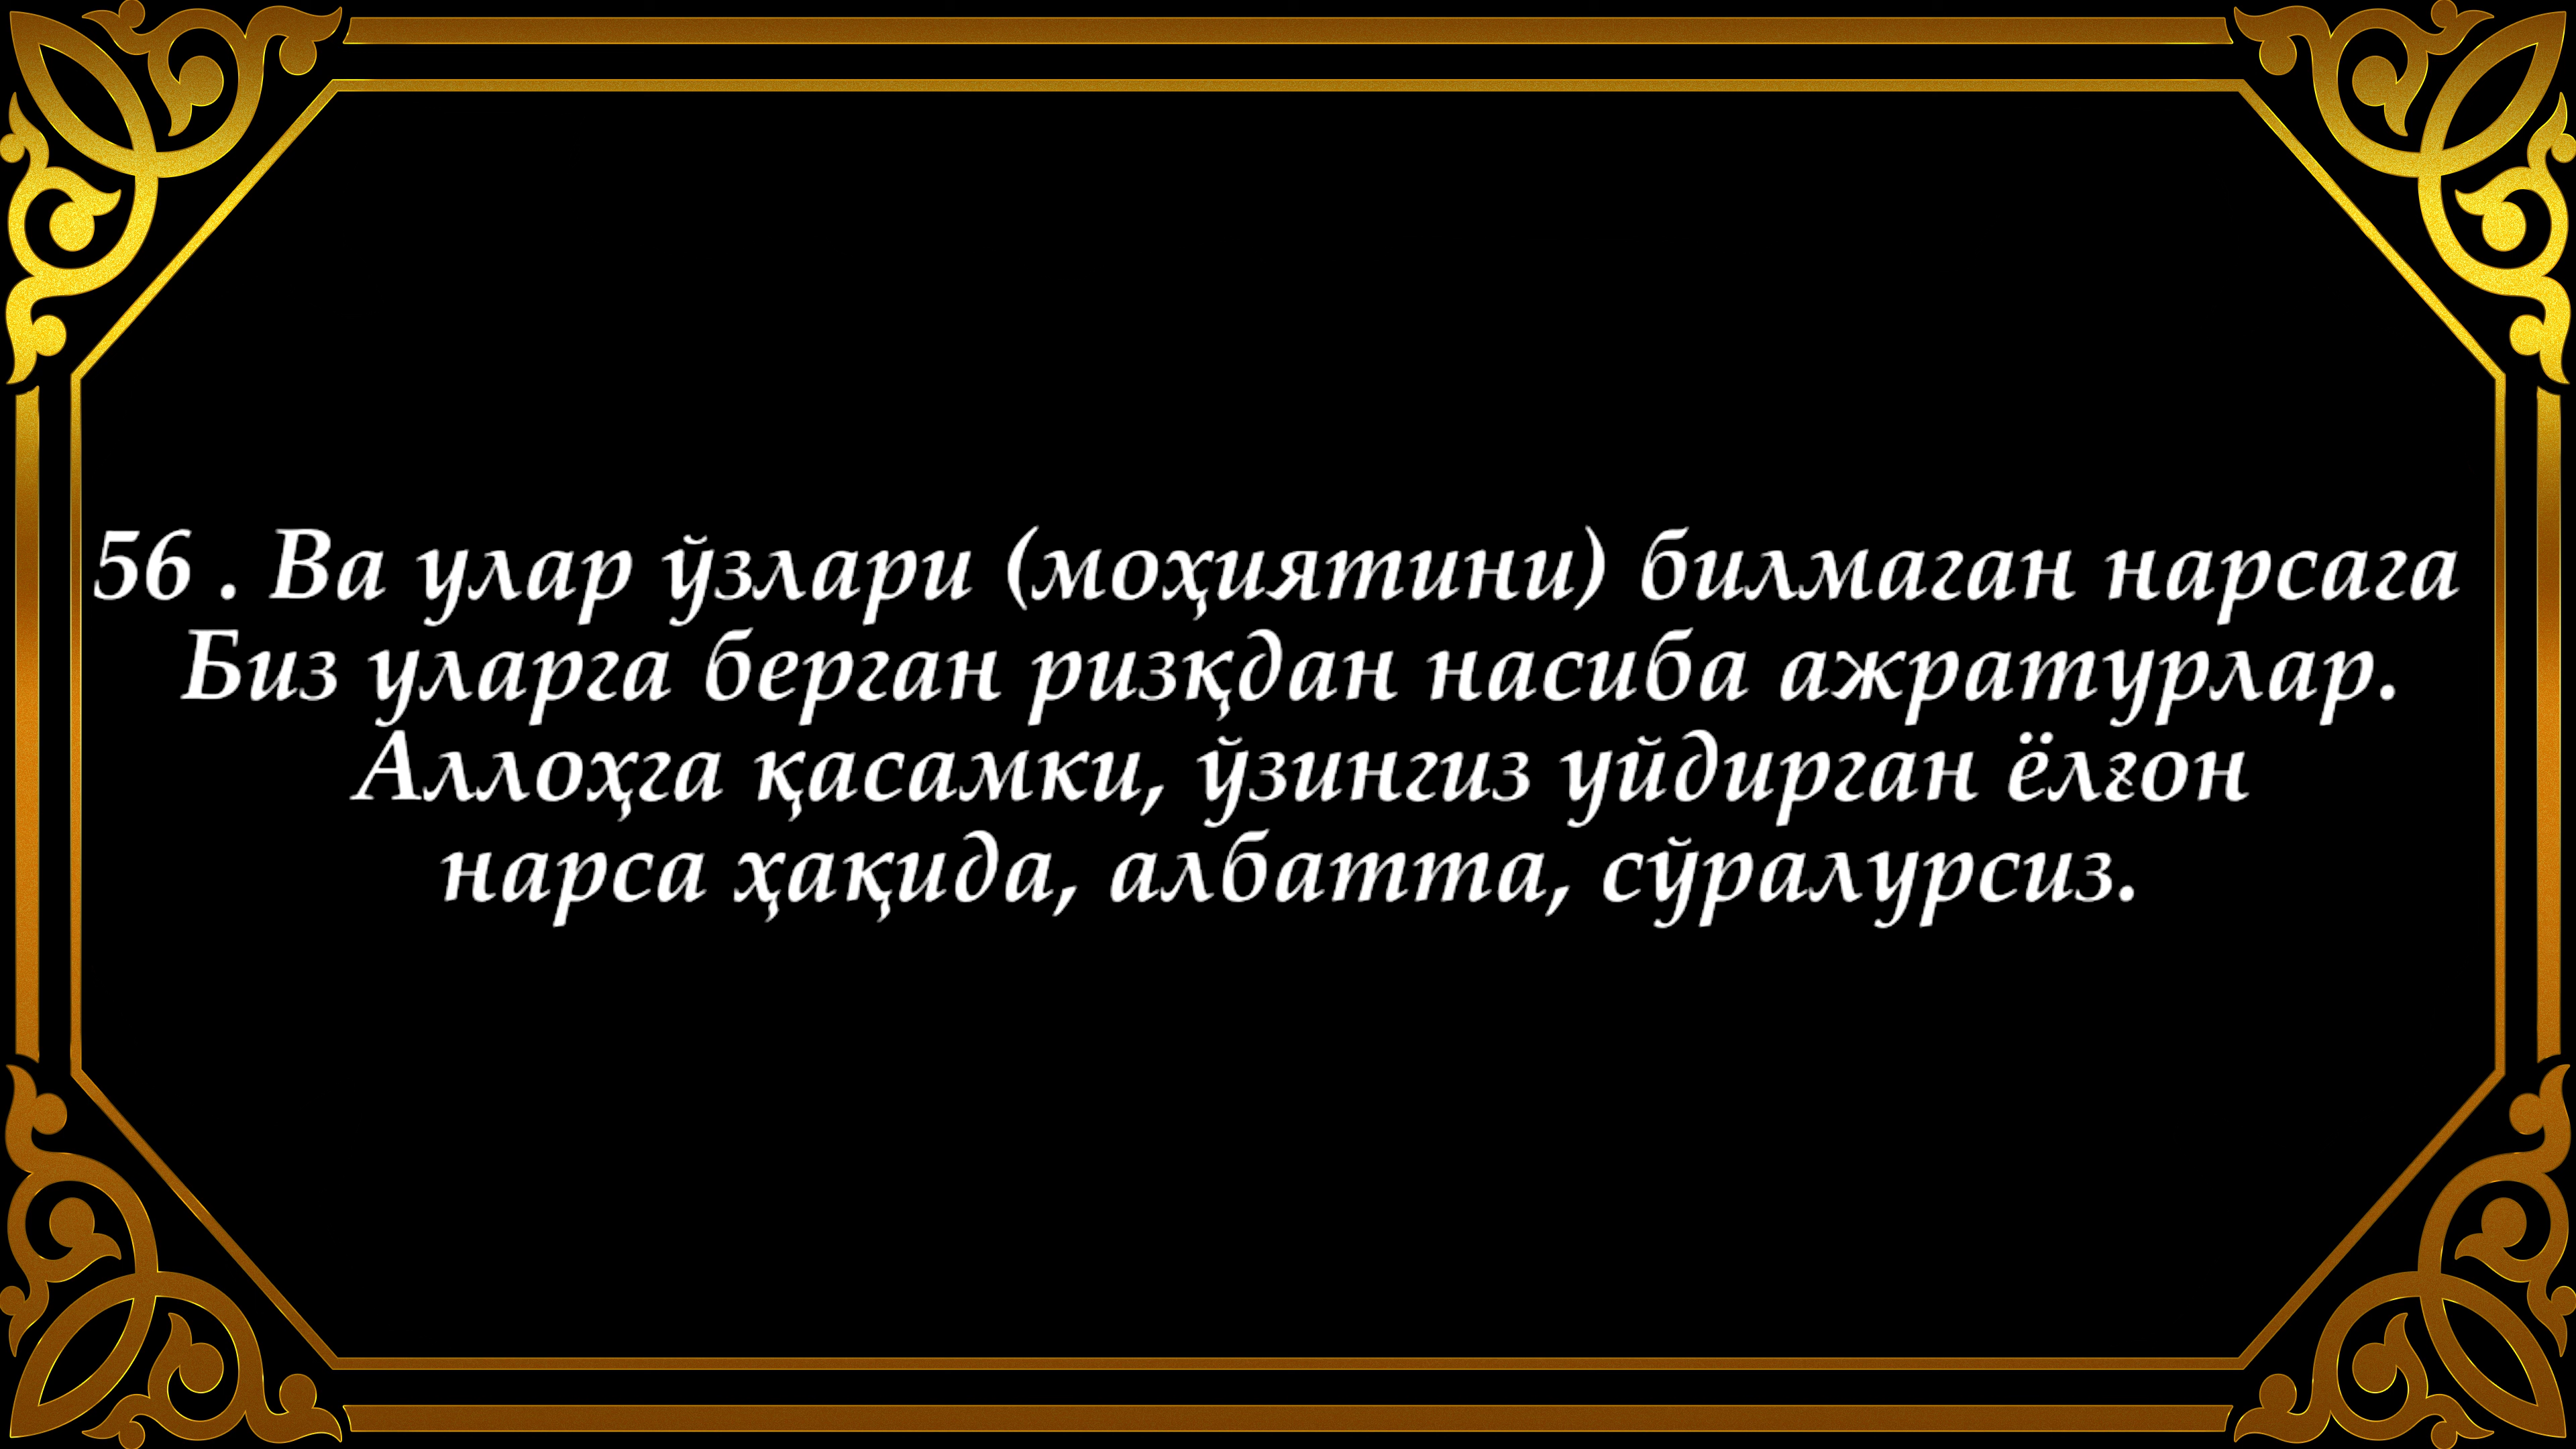 56 . Ва улар ўзлари (моҳиятини) билмаган нарсага
Биз уларга берган ризқдан насиба ажратурлар.
Аллоҳга қасамки, ўзингиз уйдирган ёлғон
нарса ҳақида, албатта, сўралурсиз.